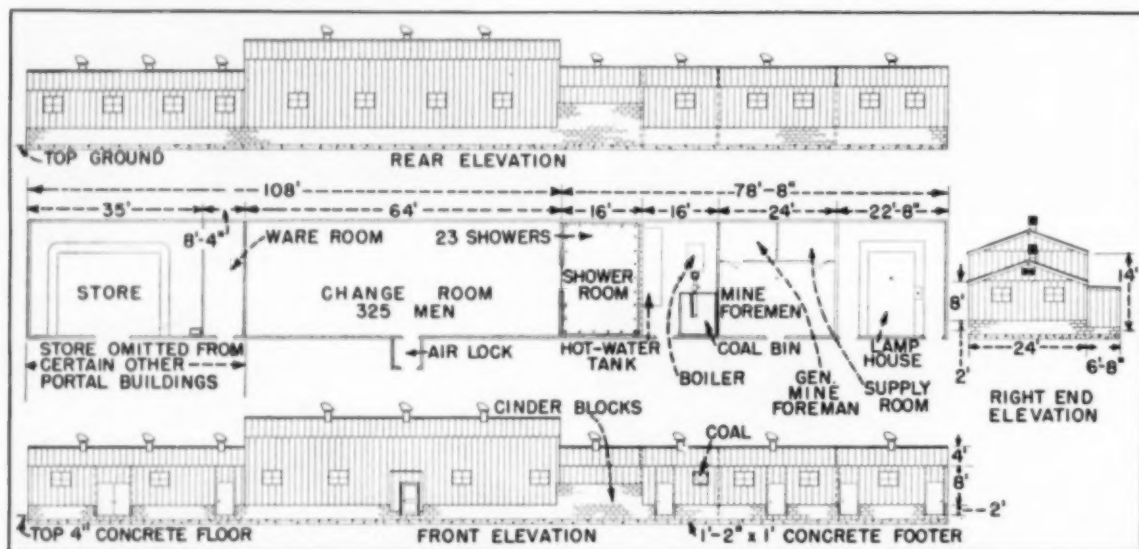 TOP GROUND
REAR ELEVATION
108'
78'-8"
35'
64'
16'
16'
24'
22'-8"
8'-4"
WARE ROOM
23 SHOWERS
STORE
CHANGE ROOM
325 MEN
SHOWER
ROOM
MINE
FOREMEN
LAMP
HOUSE
14'
8'
24'
2'
6'-8"
STORE OMITTED FROM
CERTAIN OTHER
PORTAL BUILDINGS
AIR LOCK
HOT-WATER
TANK
COAL BIN
BOILER
GEN.
MINE
FOREMAN
SUPPLY
ROOM
RIGHT END
ELEVATION
CINDER BLOCKS
COAL
4'
8'
2'
TOP 4" CONCRETE FLOOR
FRONT ELEVATION
1'-2" x 1' CONCRETE FOOTER